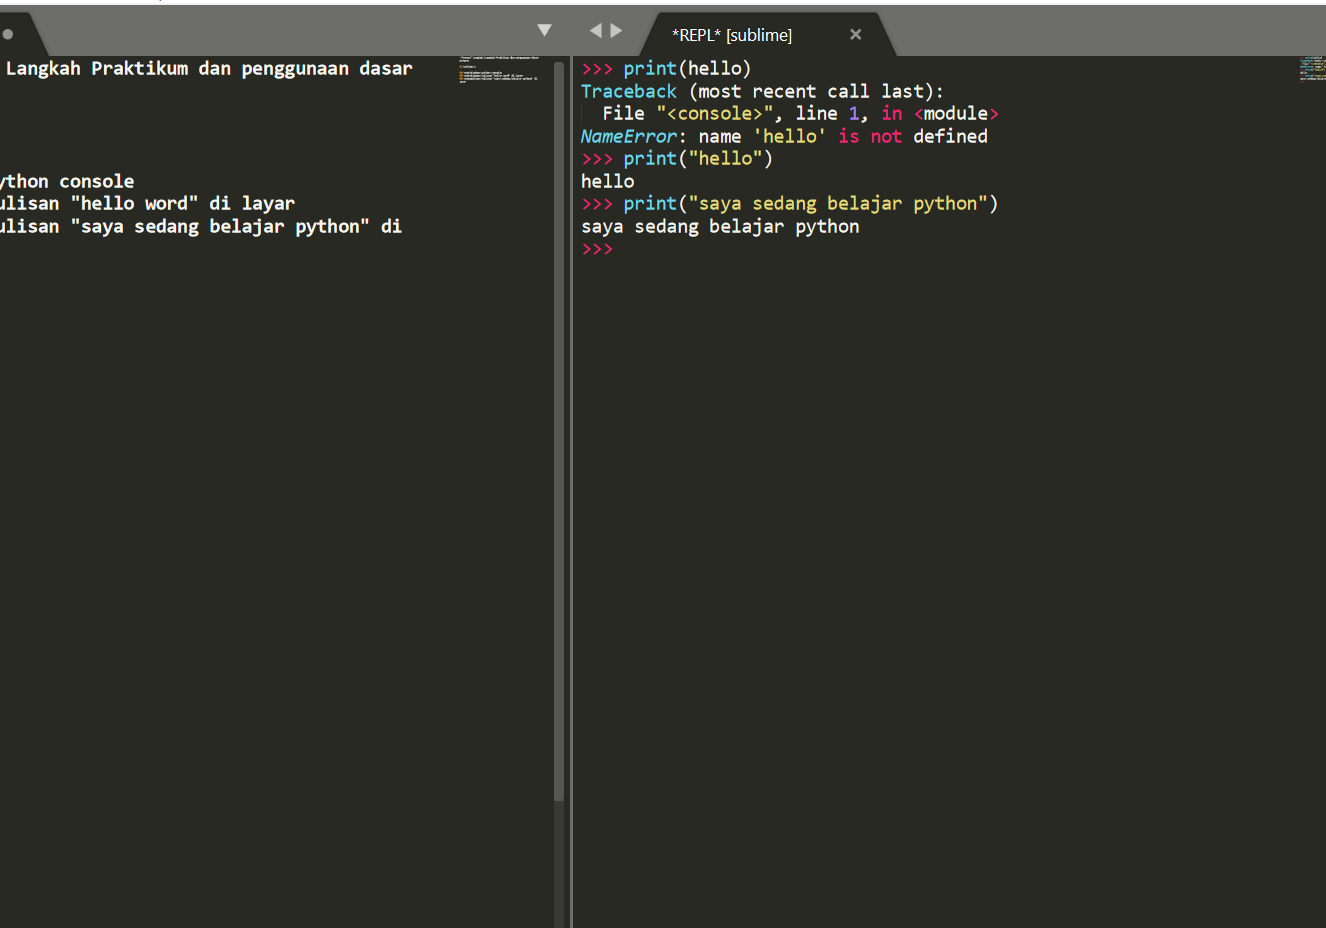 *REPL* [sublime]
Langkah Praktikum dan penggunaan dasar
ython console
ulisan "hello word" di layar
ulisan "saya sedang belajar python" di
>>> print(hello)
Traceback (most recent call last):
  File "<console>", line 1, in <module>
NameError: name 'hello' is not defined
>>> print("hello")
hello
>>> print("saya sedang belajar python")
saya sedang belajar python
>>>